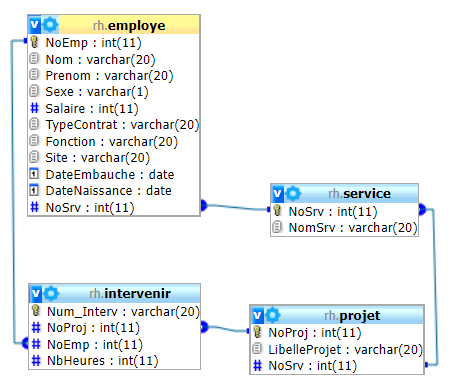 rh.employe
NoEmp : int(11)
Nom : varchar(20)
Prenom : varchar(20)
Sexe : varchar(1)
# Salaire : int(11)
TypeContrat : varchar(20)
Fonction : varchar(20)
Site : varchar(20)
DateEmbauche : date
DateNaissance : date
# NoSrv : int(11)
rh.service
NoSrv : int(11)
NomSrv : varchar(20)
rh.intervenir
Num_Interv : varchar(20)
# NoProj : int(11)
# NoEmp : int(11)
# NbHeures : int(11)
rh.projet
NoProj : int(11)
LibelleProjet : varchar(20)
# NoSrv : int(11)